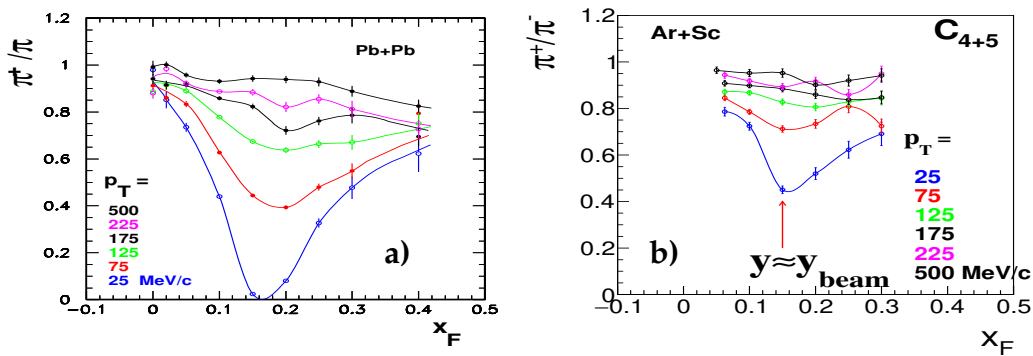 π⁺/π⁻
1.2
1
0.8
0.6
0.4
0.2
0
Pb+Pb
p_T =
500
225
175
125
75
25 MeV/c
a)
−0.1 0 0.1 0.2 0.3 0.4 0.5
x_F
π⁺/π⁻
1.2
1
0.8
0.6
0.4
0.2
0
Ar+Sc
C_{4+5}
p_T =
25
75
125
175
225
500 MeV/c
b)
y≈y_beam
−0.1 0 0.1 0.2 0.3 0.4 0.5
x_F